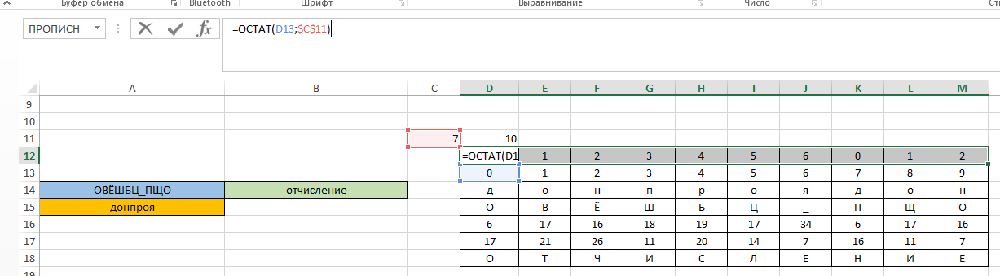 Буфер обмена Bluetooth Шрифт Выравнивание Число
ПРОПИСН =ОСТАТ(D13;$C$11)
A B C D E F G H I J K L M
9
10
11 7 10
12 =ОСТАТ(D1 1 2 3 4 5 6 0 1 2
13 0 1 2 3 4 5 6 7 8 9
14 ОВЁШБЦ_ПЩО отчисление д о н п р о я д о н
15 донпроя О В Ё Ш Б Ц _ П Щ О
16 6 17 16 18 19 17 34 6 17 16
17 17 21 26 11 20 14 7 16 11 7
18 О Т Ч И С Л Е Н И Е